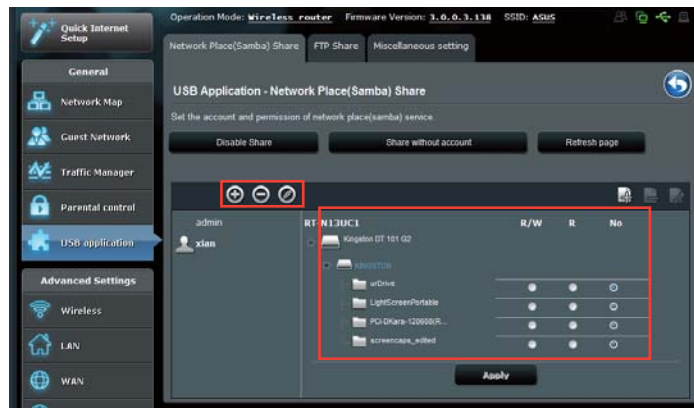 Quick Internet
Setup
Operation Mode: Wireless router Firmware Version: 3.0.0.3.138 SSID: ASUS
Network Place(Samba) Share FTP Share Miscellaneous setting
General
Network Map
Guest Network
Traffic Manager
Parental control
USB application
Advanced Settings
Wireless
LAN
WAN
USB Application - Network Place(Samba) Share
Set the account and permission of network place(samba) service.
Disable Share Share without account Refresh page
admin
xian
RT-N13UC1 R/W R No
Kingston DT 101 G2
KINGSTON
urDrive
LightScreenPortable
PCI-DKara-120608(R...
screencaps_edited
Apply